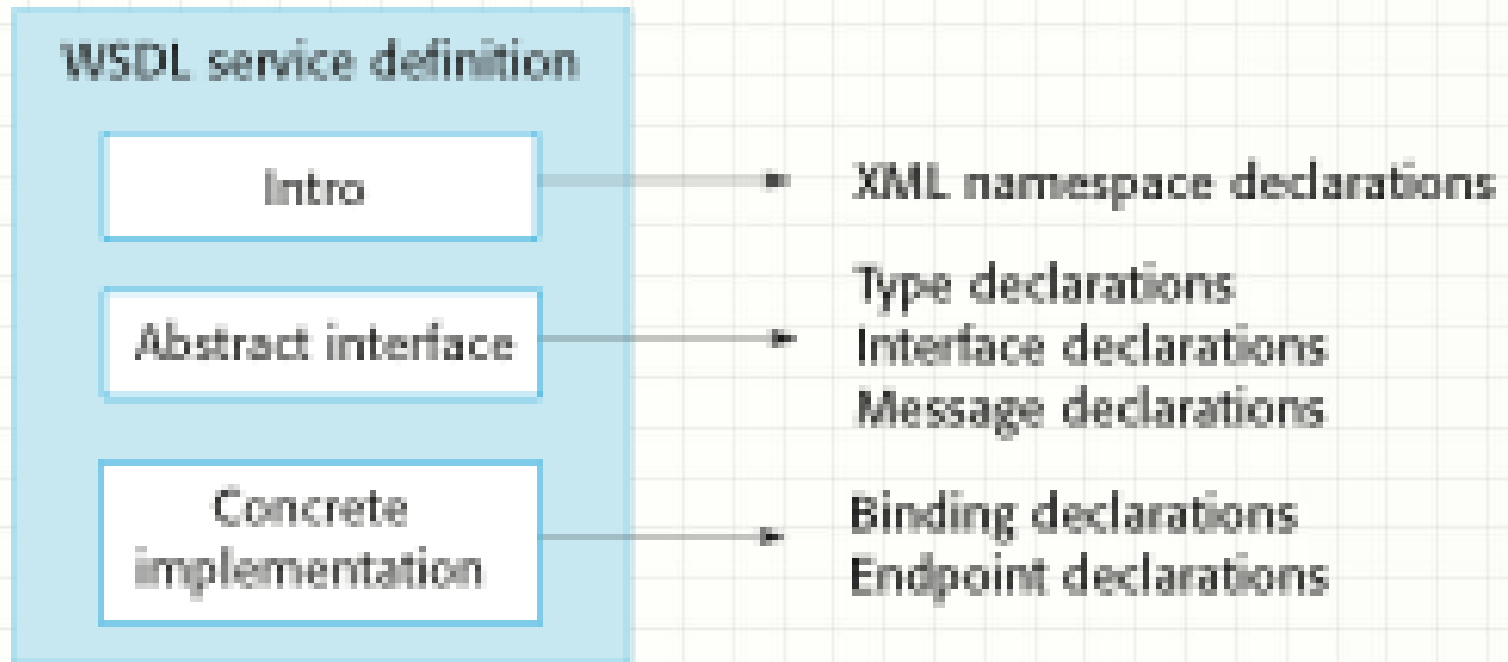 WSDL service definition
Intro
XML namespace declarations
Abstract interface
Type declarations
Interface declarations
Message declarations
Concrete
implementation
Binding declarations
Endpoint declarations